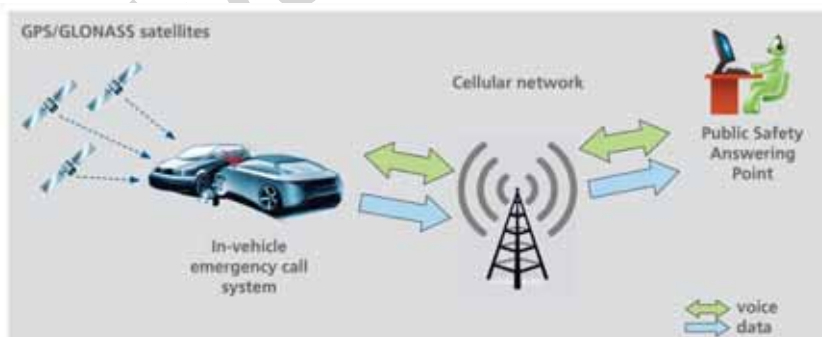 GPS/GLONASS satellites
Cellular network
Public Safety
Answering
Point
In-vehicle
emergency call
system
voice
data